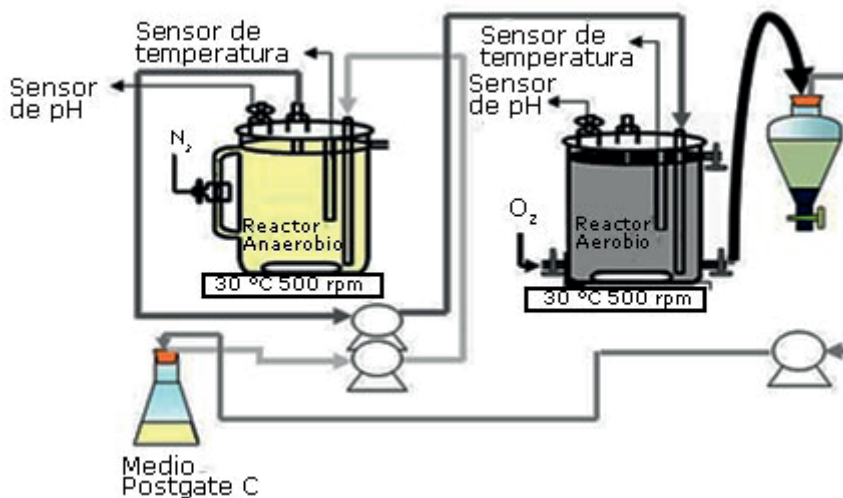 Sensor de
temperatura
Sensor
de pH
N₂
Reactor
Anaerobio
30 °C 500 rpm
Sensor de
temperatura
Sensor
de pH
O₂
Reactor
Aerobio
30 °C 500 rpm
Medio
Postgate C